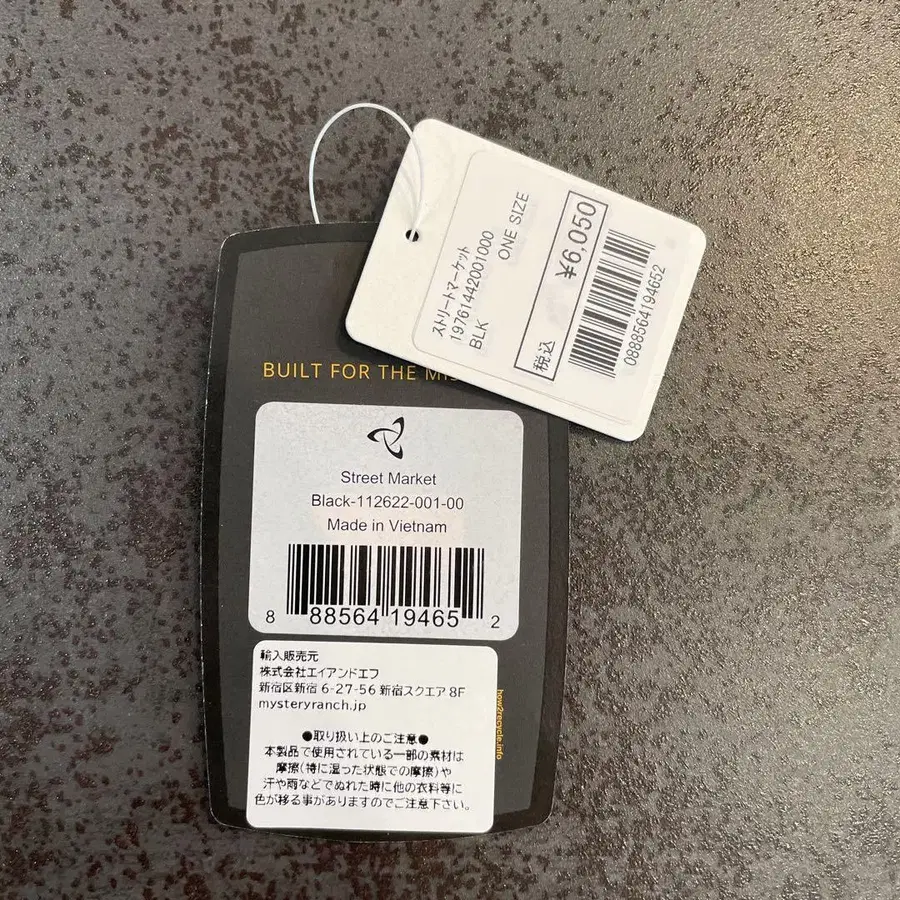 ストリートマーケット
19761442001000
BLK ONE SIZE
税込 ¥6,050
0888564194652
BUILT FOR THE
Street Market
Black-112622-001-00
Made in Vietnam
8 88564 19465 2
輸入販売元
株式会社エイアンドエフ
新宿区新宿 6-27-56 新宿スクエア 8F
mysteryranch.jp
●取り扱い上のご注意●
本製品で使用されている一部の素材は
摩擦(特に湿った状態での摩擦)や
汗や雨などでぬれた時に他の衣料等に
色が移る事がありますのでご注意下さい。
how2recycle.info